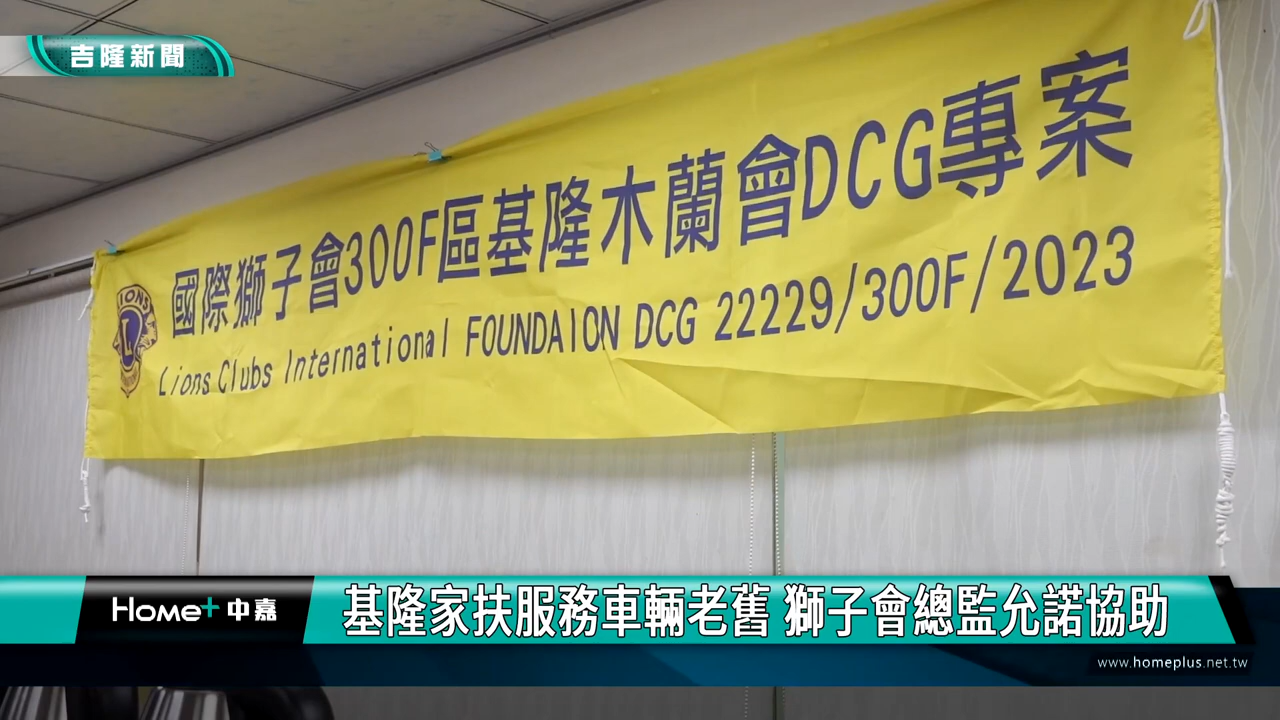 吉隆新聞
國際獅子會300F區基隆木蘭會DCG專案
LIONS
L
Lions Clubs International FOUNDAION DCG 22229/300F/2023
Home+中嘉
基隆家扶服務車輛老舊 獅子會總監允諾協助
www.homeplus.net.tw